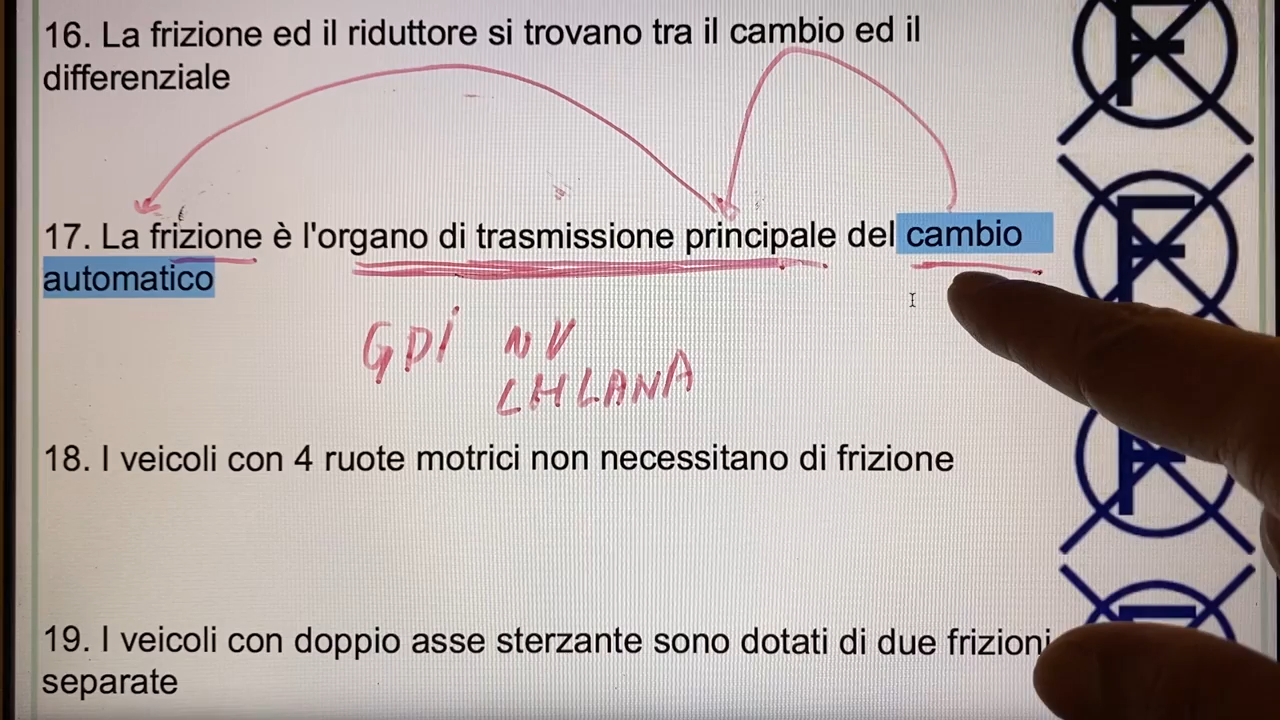 16. La frizione ed il riduttore si trovano tra il cambio ed il
differenziale
F
17. La frizione è l'organo di trasmissione principale del cambio
automatico
F
GDI NV
LHLANA
18. I veicoli con 4 ruote motrici non necessitano di frizione
F
19. I veicoli con doppio asse sterzante sono dotati di due frizioni
separate
F